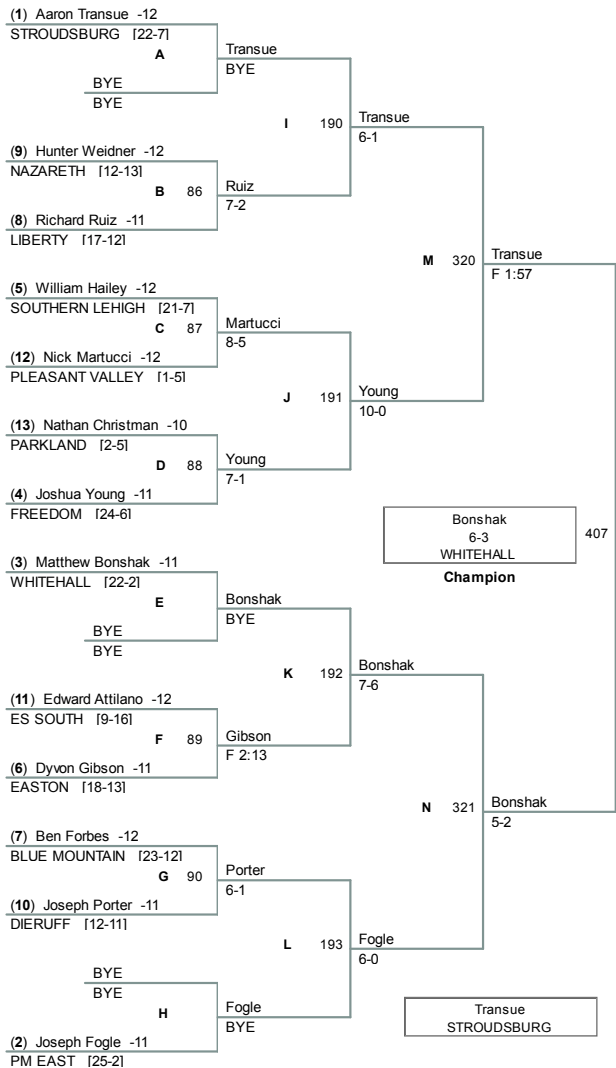 (1) Aaron Transue -12
STROUDSBURG [22-7]
A
Transue
BYE
BYE
BYE
I 190
Transue
6-1
(9) Hunter Weidner -12
NAZARETH [12-13]
B 86
Ruiz
7-2
(8) Richard Ruiz -11
LIBERTY [17-12]
M 320
Transue
F 1:57
(5) William Hailey -12
SOUTHERN LEHIGH [21-7]
C 87
Martucci
8-5
(12) Nick Martucci -12
PLEASANT VALLEY [1-5]
J 191
Young
10-0
(13) Nathan Christman -10
PARKLAND [2-5]
D 88
Young
7-1
(4) Joshua Young -11
FREEDOM [24-6]
Bonshak
6-3
WHITEHALL
407
Champion
(3) Matthew Bonshak -11
WHITEHALL [22-2]
E
Bonshak
BYE
BYE
BYE
K 192
Bonshak
7-6
(11) Edward Attilano -12
ES SOUTH [9-16]
F 89
Gibson
F 2:13
(6) Dyvon Gibson -11
EASTON [18-13]
N 321
Bonshak
5-2
(7) Ben Forbes -12
BLUE MOUNTAIN [23-12]
G 90
Porter
6-1
(10) Joseph Porter -11
DIERUFF [12-11]
L 193
Fogle
6-0
BYE
BYE
H
Fogle
BYE
(2) Joseph Fogle -11
PM EAST [25-2]
Transue
STROUDSBURG